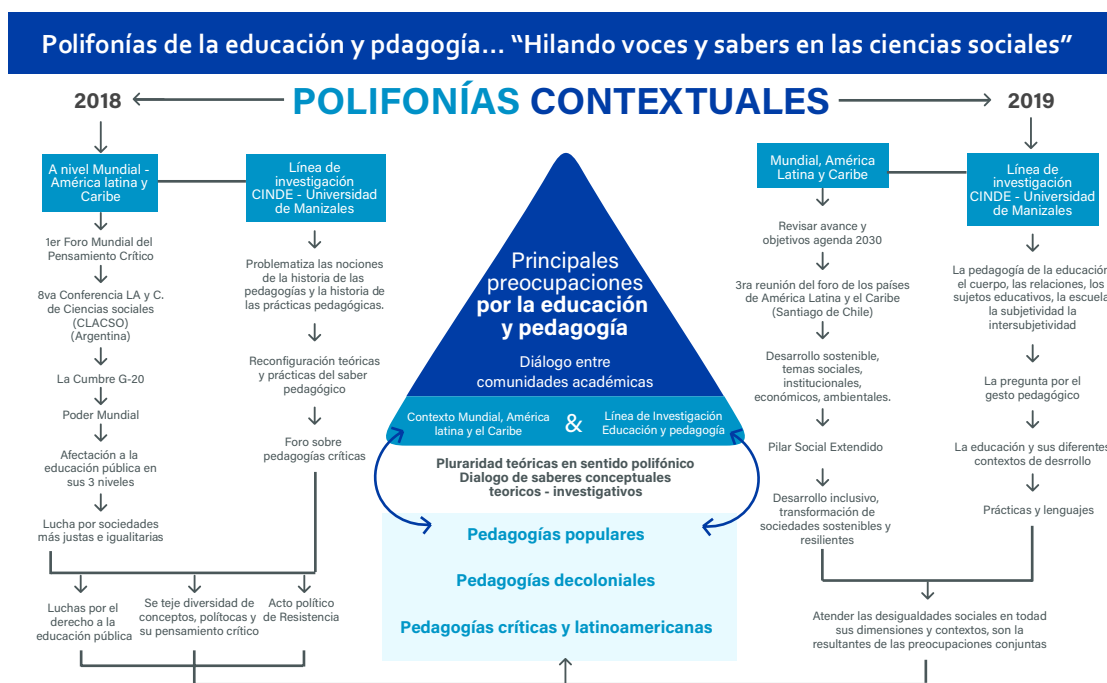 Polifonías de la educación y pdagogía... “Hilando voces y sabers en las ciencias sociales”
POLIFONÍAS CONTEXTUALES
2018
A nivel Mundial -
América latina y
Caribe
1er Foro Mundial del
Pensamiento Crítico
8va Conferencia LA y C.
de Ciencias sociales
(CLACSO)
(Argentina)
La Cumbre G-20
Poder Mundial
Afectación a la
educación pública en
sus 3 niveles
Lucha por sociedades
más justas e igualitarias
Línea de
investigación
CINDE - Universidad
de Manizales
Problematiza las nociones
de la historia de las
pedagogías y la historia de
las prácticas pedagógicas.
Reconfiguración teóricas
y prácticas del saber
pedagógico
Foro sobre
pedagogías críticas
Luchas por el
derecho a la
educación pública
Se teje diversidad de
conceptos, polítocas y
su pensamiento crítico
Acto político
de Resistencia
Principales
preocupaciones
por la educación
y pedagogía
Diálogo entre
comunidades académicas
Contexto Mundial, América
latina y el Caribe
&
Línea de Investigación
Educación y pedagogía
Pluraridad teóricas en sentido polifónico
Dialogo de saberes conceptuales
teoricos - investigativos
Pedagogías populares
Pedagogías decoloniales
Pedagogías críticas y latinoamericanas
2019
Mundial, América
Latina y Caribe
Revisar avance y
objetivos agenda 2030
3ra reunión del foro de los países
de América Latina y el Caribe
(Santiago de Chile)
Desarrollo sostenible,
temas sociales,
institucionales,
económicos, ambientales.
Pilar Social Extendido
Desarrollo inclusivo,
transformación de
sociedades sostenibles y
resilientes
Línea de
investigación
CINDE - Universidad
de Manizales
La pedagogía de la educación
el cuerpo, las relaciones, los
sujetos educativos, la escuela
la subjetividad la
intersubjetividad
La pregunta por el
gesto pedagógico
La educación y sus diferentes
contextos de desrrollo
Prácticas y lenguajes
Atender las desigualdades sociales en todad
sus dimensiones y contextos, son la
resultantes de las preocupaciones conjuntas